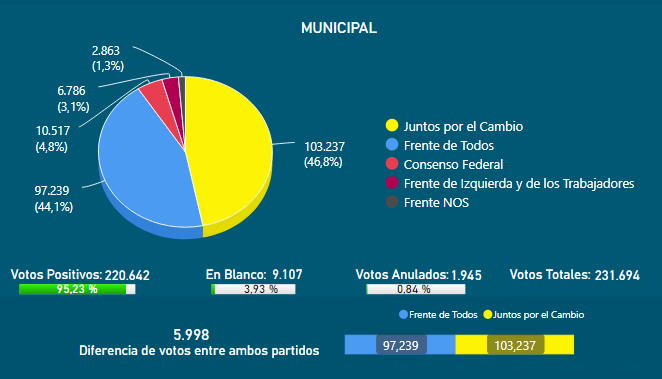 MUNICIPAL
2.863
(1,3%)
6.786
(3,1%)
10.517
(4,8%)
97.239
(44,1%)
103.237
(46,8%)
Juntos por el Cambio
Frente de Todos
Consenso Federal
Frente de Izquierda y de los Trabajadores
Frente NOS
Votos Positivos: 220.642
95,23 %
En Blanco: 9.107
3,93 %
Votos Anulados: 1.945
0,84 %
Votos Totales: 231.694
Frente de Todos Juntos por el Cambio
5.998
Diferencia de votos entre ambos partidos
97,239 103,237